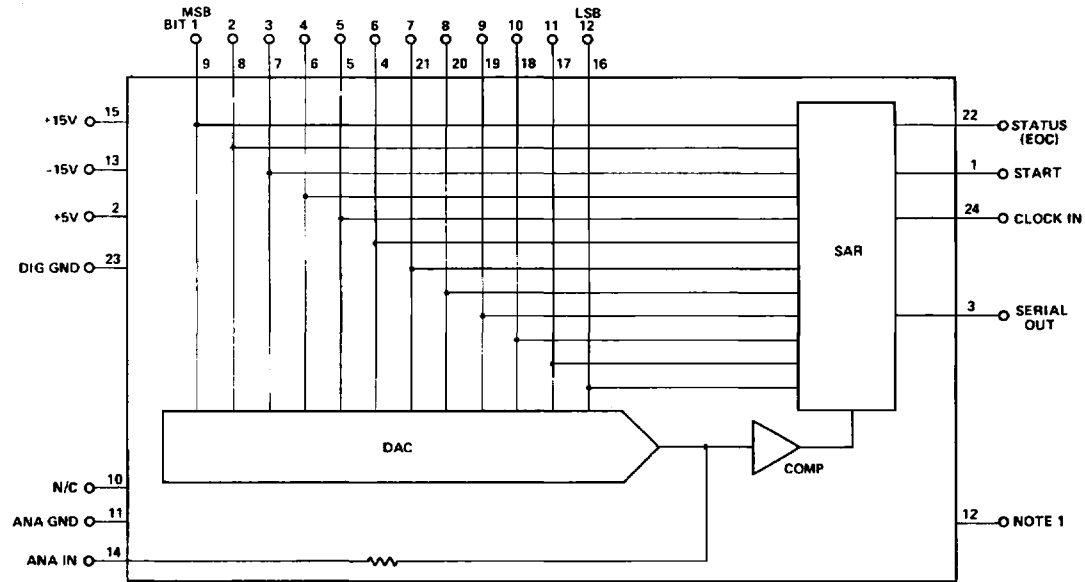 MSB LSB
BIT 1 2 3 4 5 6 7 8 9 10 11 12
9 8 7 6 5 4 21 20 19 18 17 16
+15V 15
22 STATUS
(EOC)
-15V 13
1 START
+5V 2
24 CLOCK IN
SAR
DIG GND 23
3 SERIAL
OUT
DAC
COMP
N/C 10
ANA GND 11
12 NOTE 1
ANA IN 14